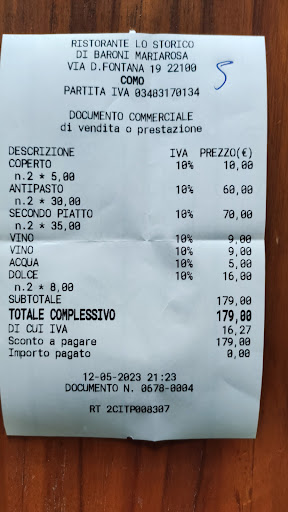 RISTORANTE LO STORICO
DI BARONI MARIAROSA
VIA D.FONTANA 19 22100
COMO
PARTITA IVA 03483170134
5
DOCUMENTO COMMERCIALE
di vendita o prestazione
DESCRIZIONE IVA PREZZO(€)
COPERTO 10% 10,00
n.2 * 5,00
ANTIPASTO 10% 60,00
n.2 * 30,00
SECONDO PIATTO 10% 70,00
n.2 * 35,00
VINO 10% 9,00
VINO 10% 9,00
ACQUA 10% 5,00
DOLCE 10% 16,00
n.2 * 8,00
SUBTOTALE 179,00
TOTALE COMPLESSIVO 179,00
DI CUI IVA 16,27
Sconto a pagare 179,00
Importo pagato 0,00
12-05-2023 21:23
DOCUMENTO N. 0678-0004
RT 2CITP008307